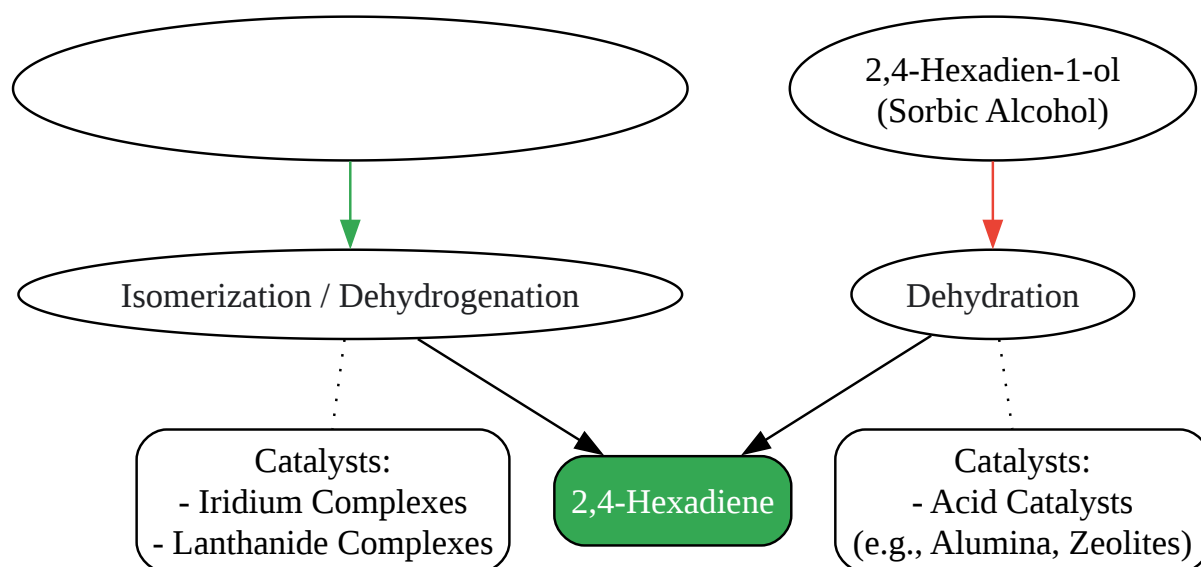 2,4-Hexadien-1-ol
(Sorbic Alcohol)
Isomerization / Dehydrogenation
Dehydration
Catalysts:
- Iridium Complexes
- Lanthanide Complexes
2,4-Hexadiene
Catalysts:
- Acid Catalysts
(e.g., Alumina, Zeolites)